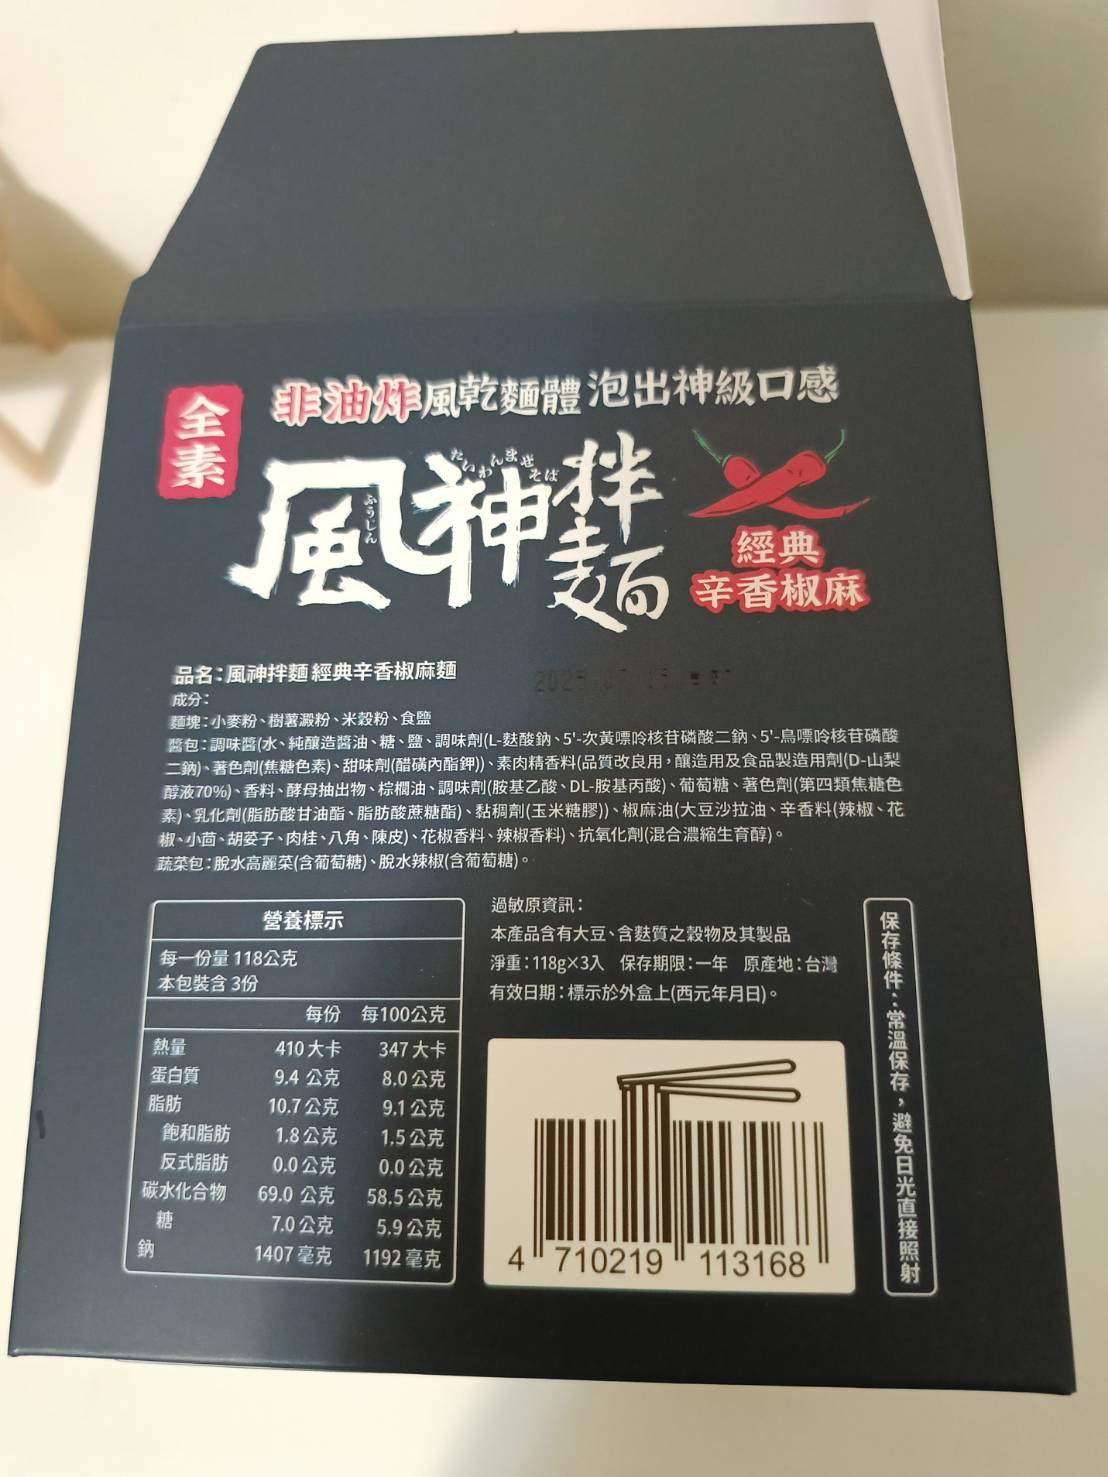 全素
非油炸風乾麵體 泡出神級口感
風神拌麵
たいわんまぜそば
ふうじん
經典
辛香椒麻
品名：風神拌麵 經典辛香椒麻麵
成分：
麵塊：小麥粉、樹薯澱粉、米穀粉、食鹽
醬包：調味醬(水、純釀造醬油、糖、鹽、調味劑(L-麩酸鈉、5'-次黃嘌呤核苷磷酸二鈉、5'-鳥嘌呤核苷磷酸
二鈉)、著色劑(焦糖色素)、甜味劑(醋磺內酯鉀))、素肉精香料(品質改良用，釀造用及食品製造用劑(D-山梨
醇液70%)、香料、酵母抽出物、棕櫚油、調味劑(胺基乙酸、DL-胺基丙酸)、葡萄糖、著色劑(第四類焦糖色
素)、乳化劑(脂肪酸甘油酯、脂肪酸蔗糖酯)、黏稠劑(玉米糖膠))、椒麻油(大豆沙拉油、辛香料(辣椒、花
椒、小茴、胡荽子、肉桂、八角、陳皮)、花椒香料、辣椒香料)、抗氧化劑(混合濃縮生育醇)。
蔬菜包：脫水高麗菜(含葡萄糖)、脫水辣椒(含葡萄糖)。
營養標示
每一份量 118公克
本包裝含 3份
每份 每100公克
熱量 410 大卡 347 大卡
蛋白質 9.4 公克 8.0 公克
脂肪 10.7 公克 9.1 公克
飽和脂肪 1.8 公克 1.5 公克
反式脂肪 0.0 公克 0.0 公克
碳水化合物 69.0 公克 58.5 公克
糖 7.0 公克 5.9 公克
鈉 1407 毫克 1192 毫克
過敏原資訊：
本產品含有大豆、含麩質之穀物及其製品
淨重：118g×3入 保存期限：一年 原產地：台灣
有效日期：標示於外盒上(西元年月日)。
4 710219 113168
保存條件：常溫保存，避免日光直接照射